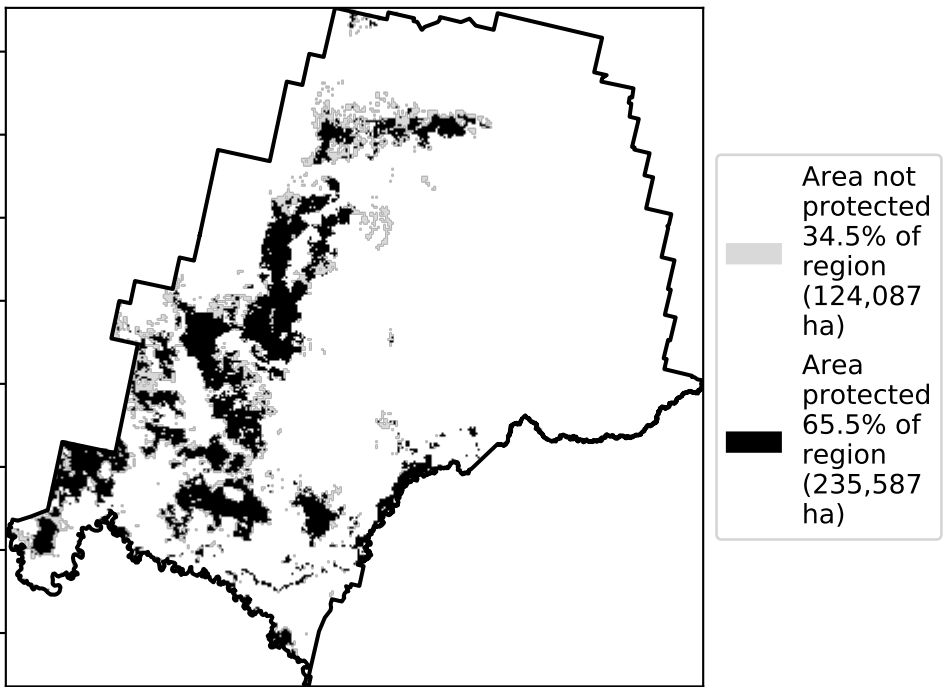 Area not
protected
34.5% of
region
(124,087
ha)
Area
protected
65.5% of
region
(235,587
ha)